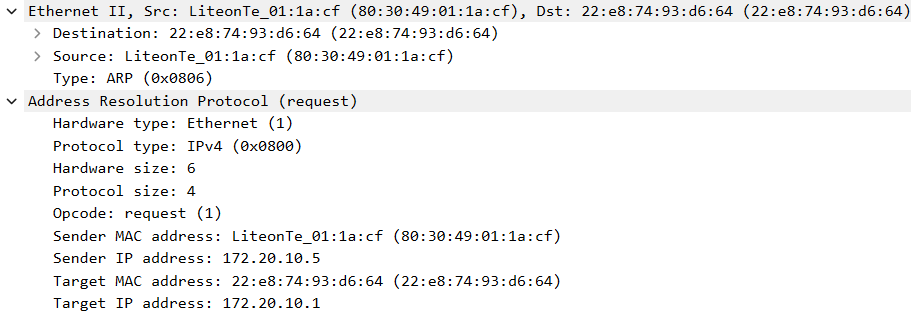 Ethernet II, Src: LiteonTe_01:1a:cf (80:30:49:01:1a:cf), Dst: 22:e8:74:93:d6:64 (22:e8:74:93:d6:64)
Destination: 22:e8:74:93:d6:64 (22:e8:74:93:d6:64)
Source: LiteonTe_01:1a:cf (80:30:49:01:1a:cf)
Type: ARP (0x0806)
Address Resolution Protocol (request)
Hardware type: Ethernet (1)
Protocol type: IPv4 (0x0800)
Hardware size: 6
Protocol size: 4
Opcode: request (1)
Sender MAC address: LiteonTe_01:1a:cf (80:30:49:01:1a:cf)
Sender IP address: 172.20.10.5
Target MAC address: 22:e8:74:93:d6:64 (22:e8:74:93:d6:64)
Target IP address: 172.20.10.1